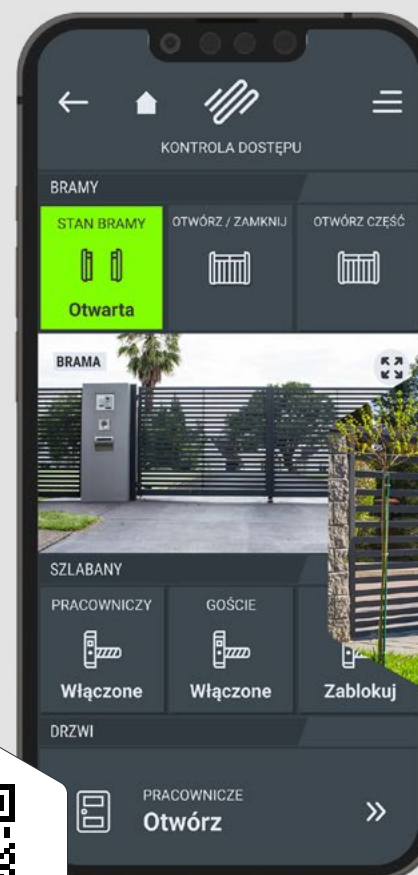 KONTROLA DOSTĘPU
BRAMY
STAN BRAMY
Otwarta
OTWÓRZ / ZAMKNIJ
OTWÓRZ CZĘŚĆ
BRAMA
SZLABANY
PRACOWNICZY
Włączone
GOŚCIE
Włączone
Zablokuj
DRZWI
PRACOWNICZE
Otwórz